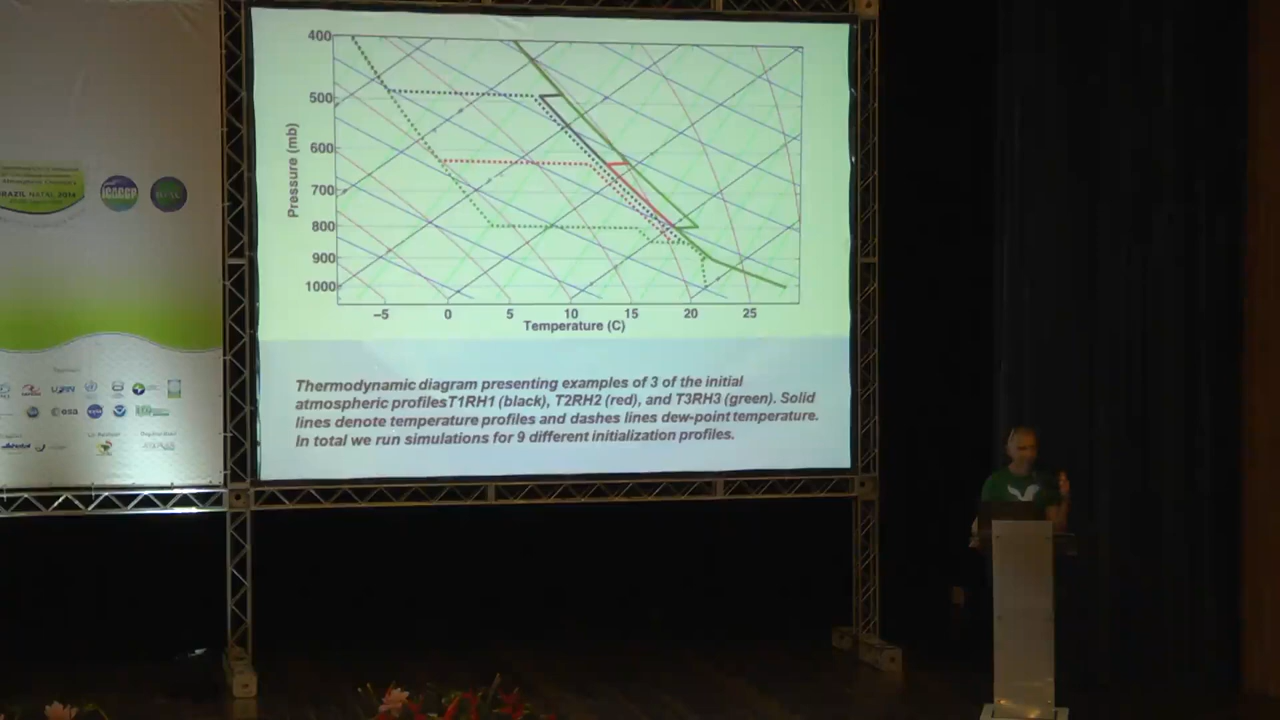 400
500
600
700
800
900
1000
Pressure (mb)
−5
0
5
10
15
20
25
Temperature (C)
Thermodynamic diagram presenting examples of 3 of the initial
atmospheric profilesT1RH1 (black), T2RH2 (red), and T3RH3 (green). Solid
lines denote temperature profiles and dashes lines dew-point temperature.
In total we run simulations for 9 different initialization profiles.
BRAZIL NATAL 2014
esa